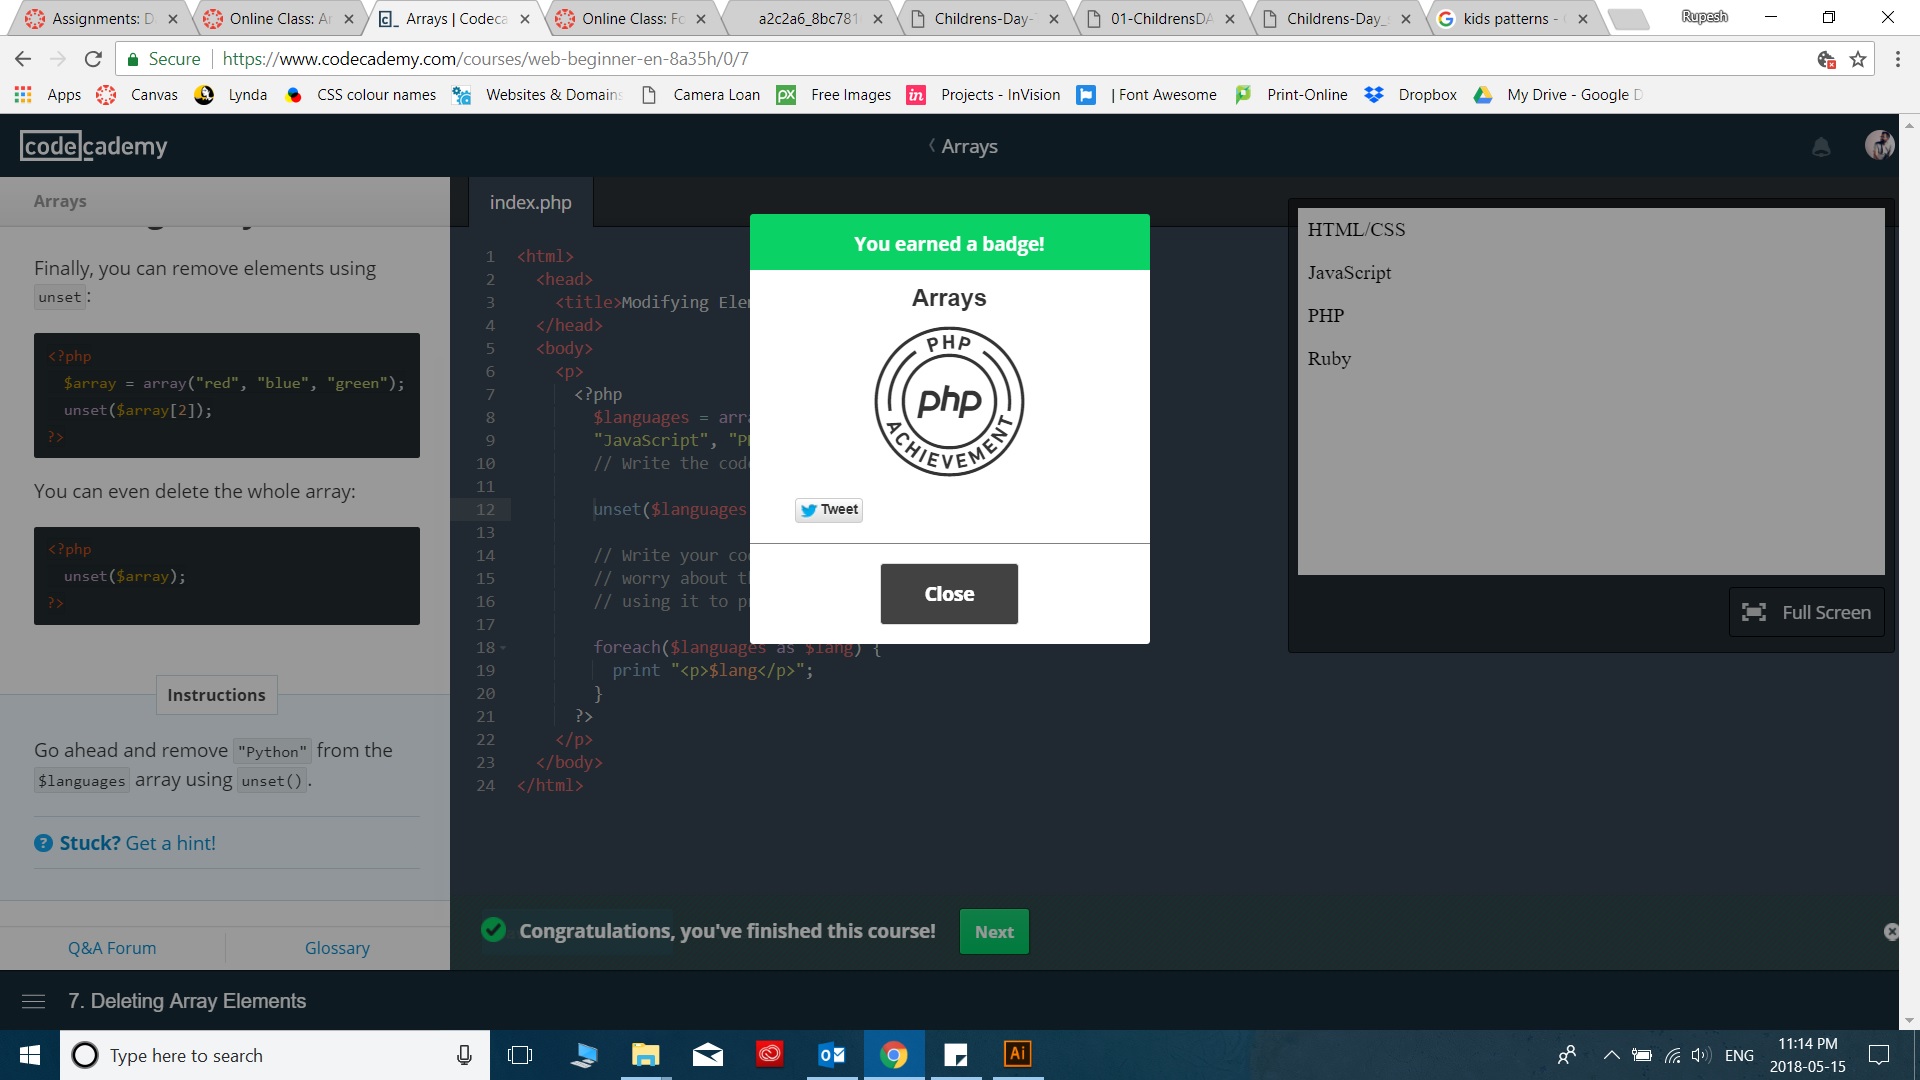 Assignments: D
Online Class: Ar
Arrays | Codeca
Online Class: Fo
a2c2a6_8bc781
Childrens-Day-
01-ChildrensDA
Childrens-Day_
kids patterns -
Rupesh
Secure
https://www.codecademy.com/courses/web-beginner-en-8a35h/0/7
Apps
Canvas
Lynda
CSS colour names
Websites & Domains
Camera Loan
px
Free Images
in
Projects - InVision
| Font Awesome
Print-Online
Dropbox
My Drive - Google D
codecademy
Arrays
Arrays
Finally, you can remove elements using
unset:
<?php
$array = array("red", "blue", "green");
unset($array[2]);
?>
You can even delete the whole array:
<?php
unset($array);
?>
Instructions
Go ahead and remove "Python" from the
$languages array using unset().
? Stuck? Get a hint!
Q&A Forum
Glossary
index.php
1 <html>
2 <head>
3 <title>Modifying Ele
4 </head>
5 <body>
6 <p>
7 <?php
8 $languages = arr
9 "JavaScript", "P
10 // Write the cod
11
12 unset($languages
13
14 // Write your co
15 // worry about t
16 // using it to p
17
18 foreach($languages as $lang) {
19 print "<p>$lang</p>";
20 }
21 ?>
22 </p>
23 </body>
24 </html>
You earned a badge!
Arrays
PHP
php
ACHIEVEMENT
Tweet
Close
HTML/CSS
JavaScript
PHP
Ruby
Full Screen
Congratulations, you've finished this course!
Next
7. Deleting Array Elements
Type here to search
Ai
ENG
11:14 PM
2018-05-15